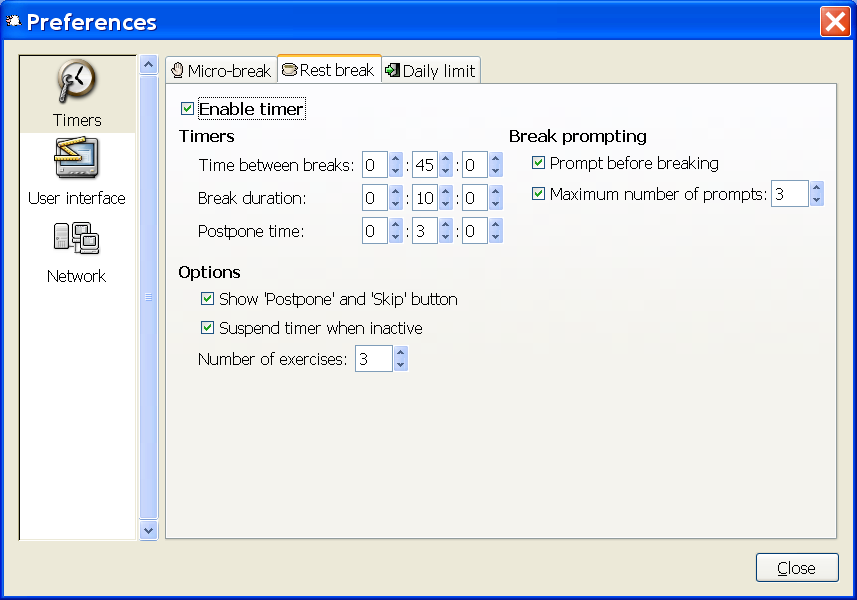 Preferences
Timers
User interface
Network
Micro-break Rest break Daily limit
Enable timer
Timers
Time between breaks: 0 : 45 : 0
Break duration: 0 : 10 : 0
Postpone time: 0 : 3 : 0
Break prompting
Prompt before breaking
Maximum number of prompts: 3
Options
Show 'Postpone' and 'Skip' button
Suspend timer when inactive
Number of exercises: 3
Close